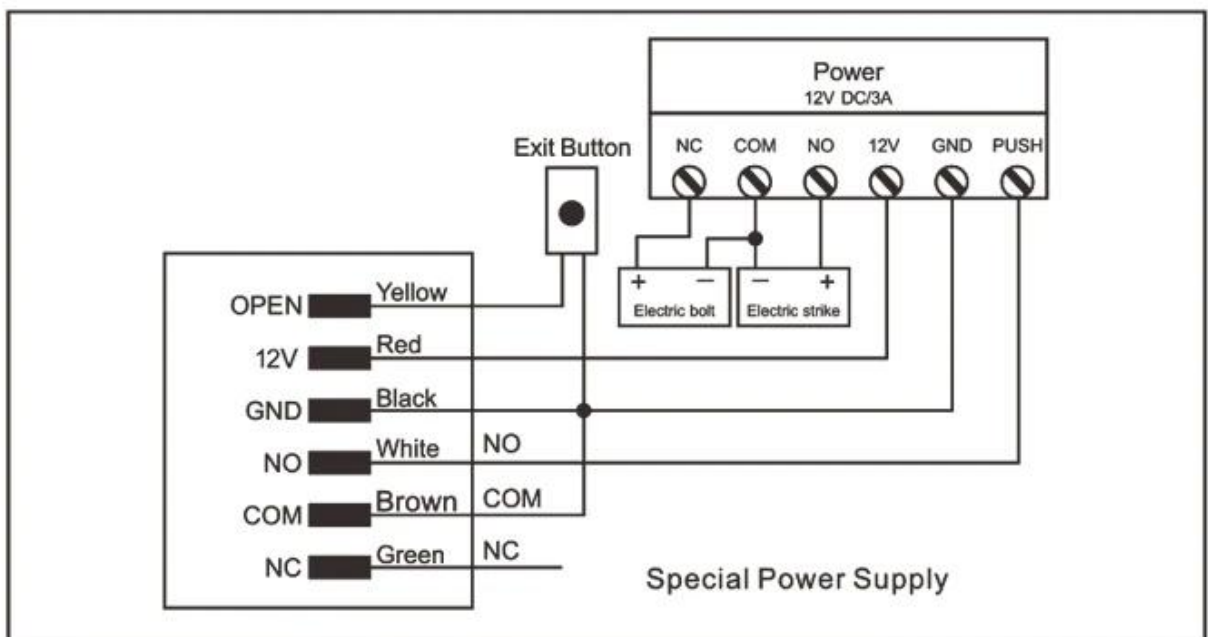 Power
12V DC/3A
NC COM NO 12V GND PUSH
Exit Button
+ − − +
Electric bolt Electric strike
OPEN Yellow
12V Red
GND Black
NO White NO
COM Brown COM
NC Green NC
Special Power Supply